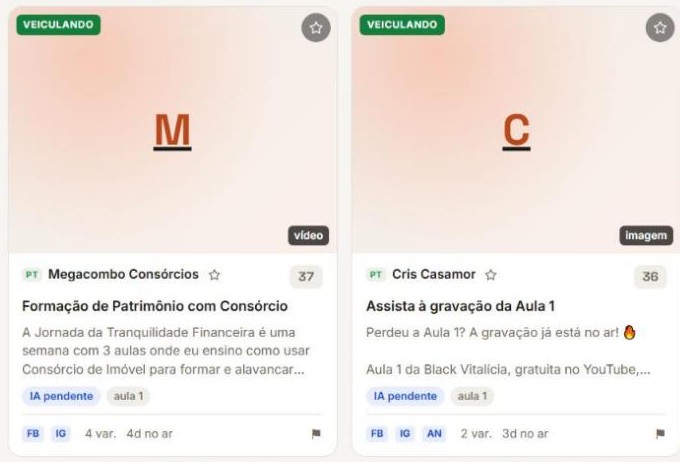 VEICULANDO
M
vídeo
PT Megacombo Consórcios
37
Formação de Patrimônio com Consórcio
A Jornada da Tranquilidade Financeira é uma
semana com 3 aulas onde eu ensino como usar
Consórcio de Imóvel para formar e alavancar...
IA pendente aula 1
FB IG 4 var. 4d no ar
VEICULANDO
C
imagem
PT Cris Casamor
36
Assista à gravação da Aula 1
Perdeu a Aula 1? A gravação já está no ar! 🔥
Aula 1 da Black Vitalícia, gratuita no YouTube,...
IA pendente aula 1
FB IG AN 2 var. 3d no ar